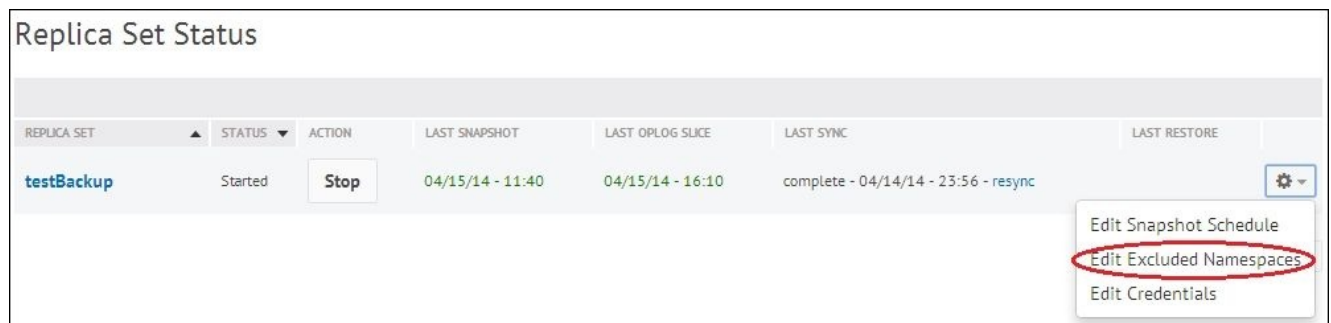 Replica Set Status
REPLICA SET STATUS ACTION LAST SNAPSHOT LAST OPLOG SLICE LAST SYNC LAST RESTORE
testBackup Started Stop 04/15/14 - 11:40 04/15/14 - 16:10 complete - 04/14/14 - 23:56 - resync
Edit Snapshot Schedule
Edit Excluded Namespaces
Edit Credentials